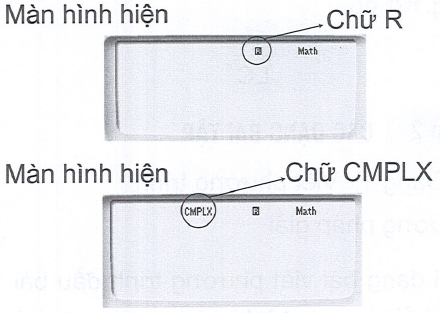 Màn hình hiện
Chữ R
R Math
Màn hình hiện
Chữ CMPLX
CMPLX R Math